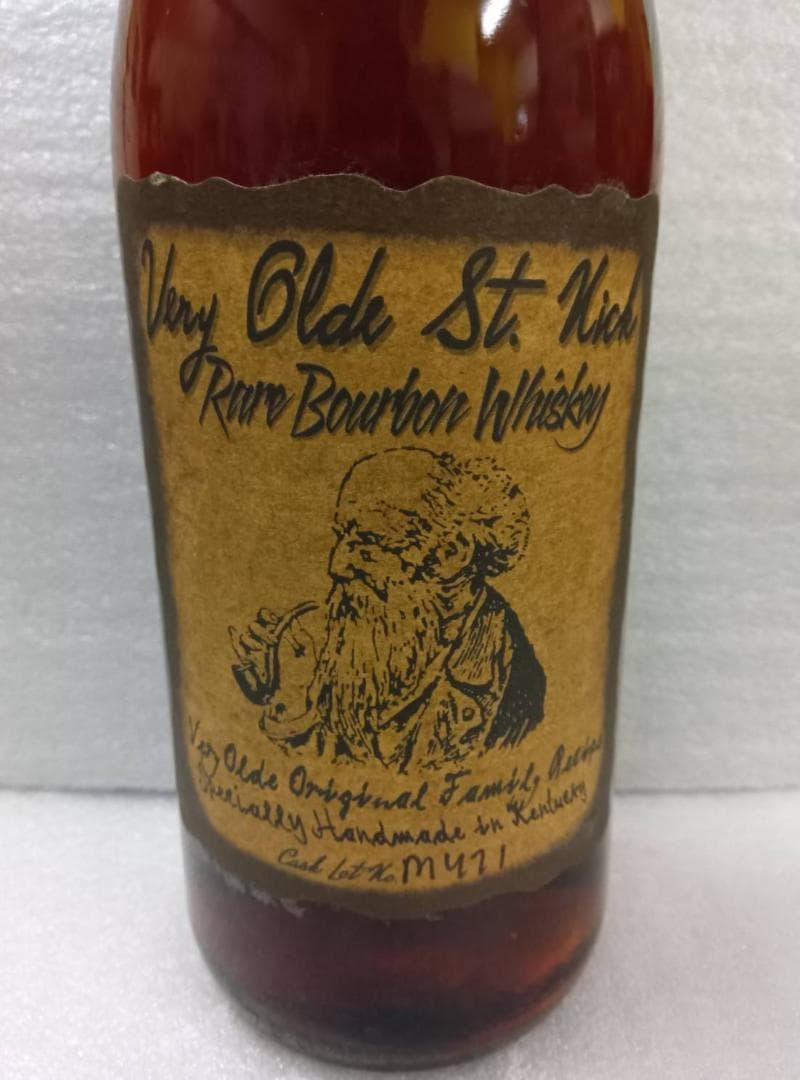 Very Olde St. Nick
Rare Bourbon Whiskey
Very Olde Original Family Recipe
Specially Handmade in Kentucky
Cask Lot No. M471